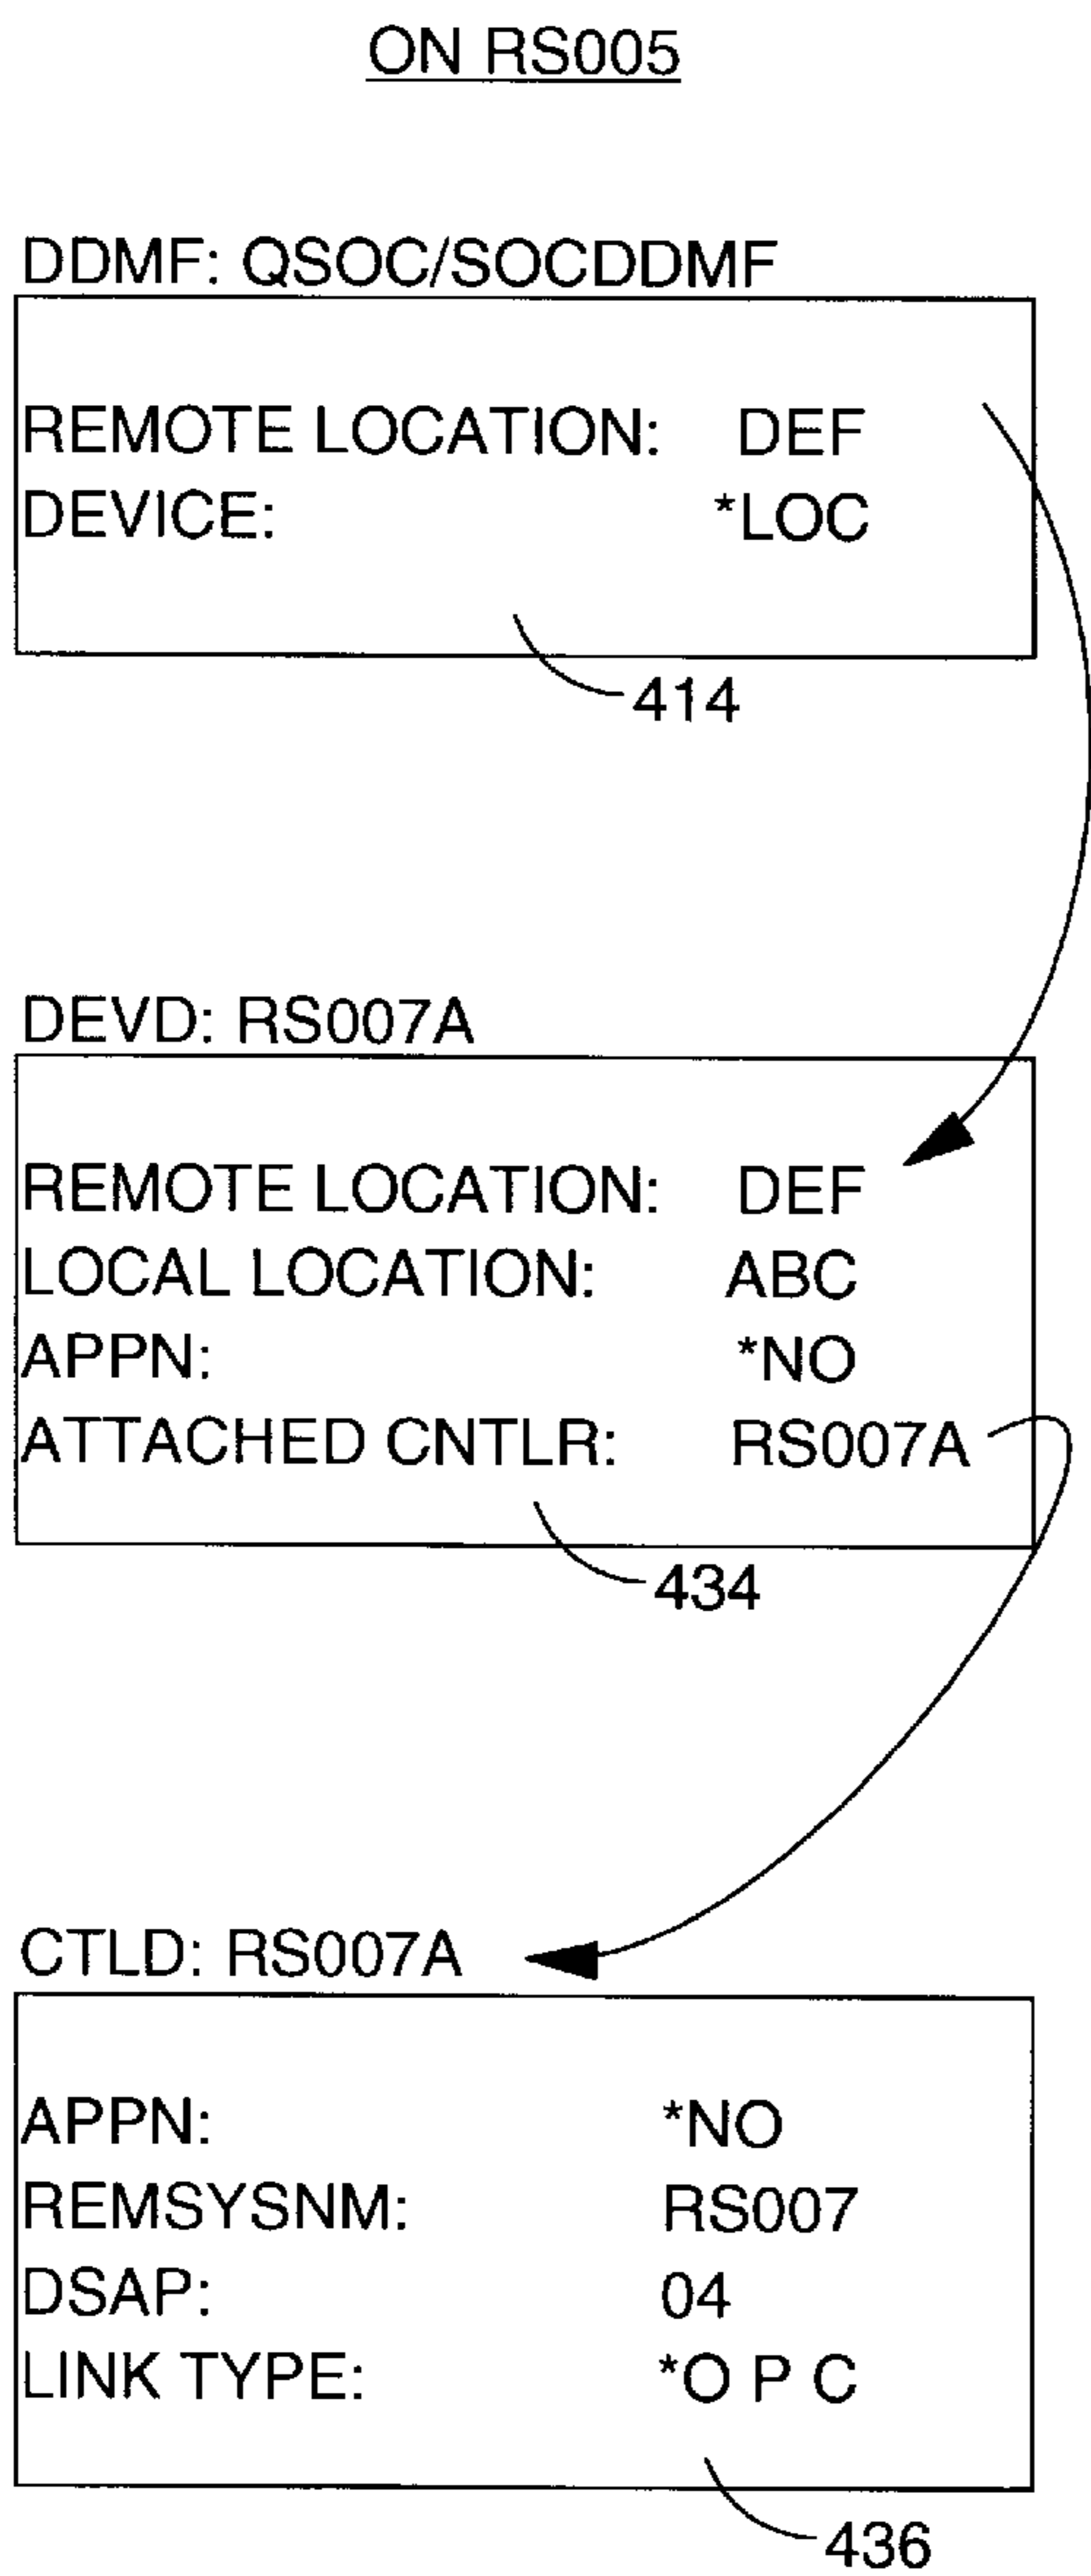 ON RS005
DDMF: QSOC/SOCDDMF
REMOTE LOCATION: DEF
DEVICE: *LOC
414
DEVD: RS007A
REMOTE LOCATION: DEF
LOCAL LOCATION: ABC
APPN: *NO
ATTACHED CNTLR: RS007A
434
CTLD: RS007A
APPN: *NO
REMSYSNM: RS007
DSAP: 04
LINK TYPE: *O P C
436